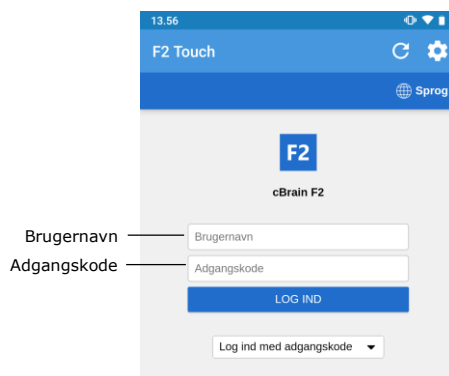 13.56
F2 Touch
Sprog
F2
cBrain F2
Brugernavn
Brugernavn
Adgangskode
Adgangskode
LOG IND
Log ind med adgangskode